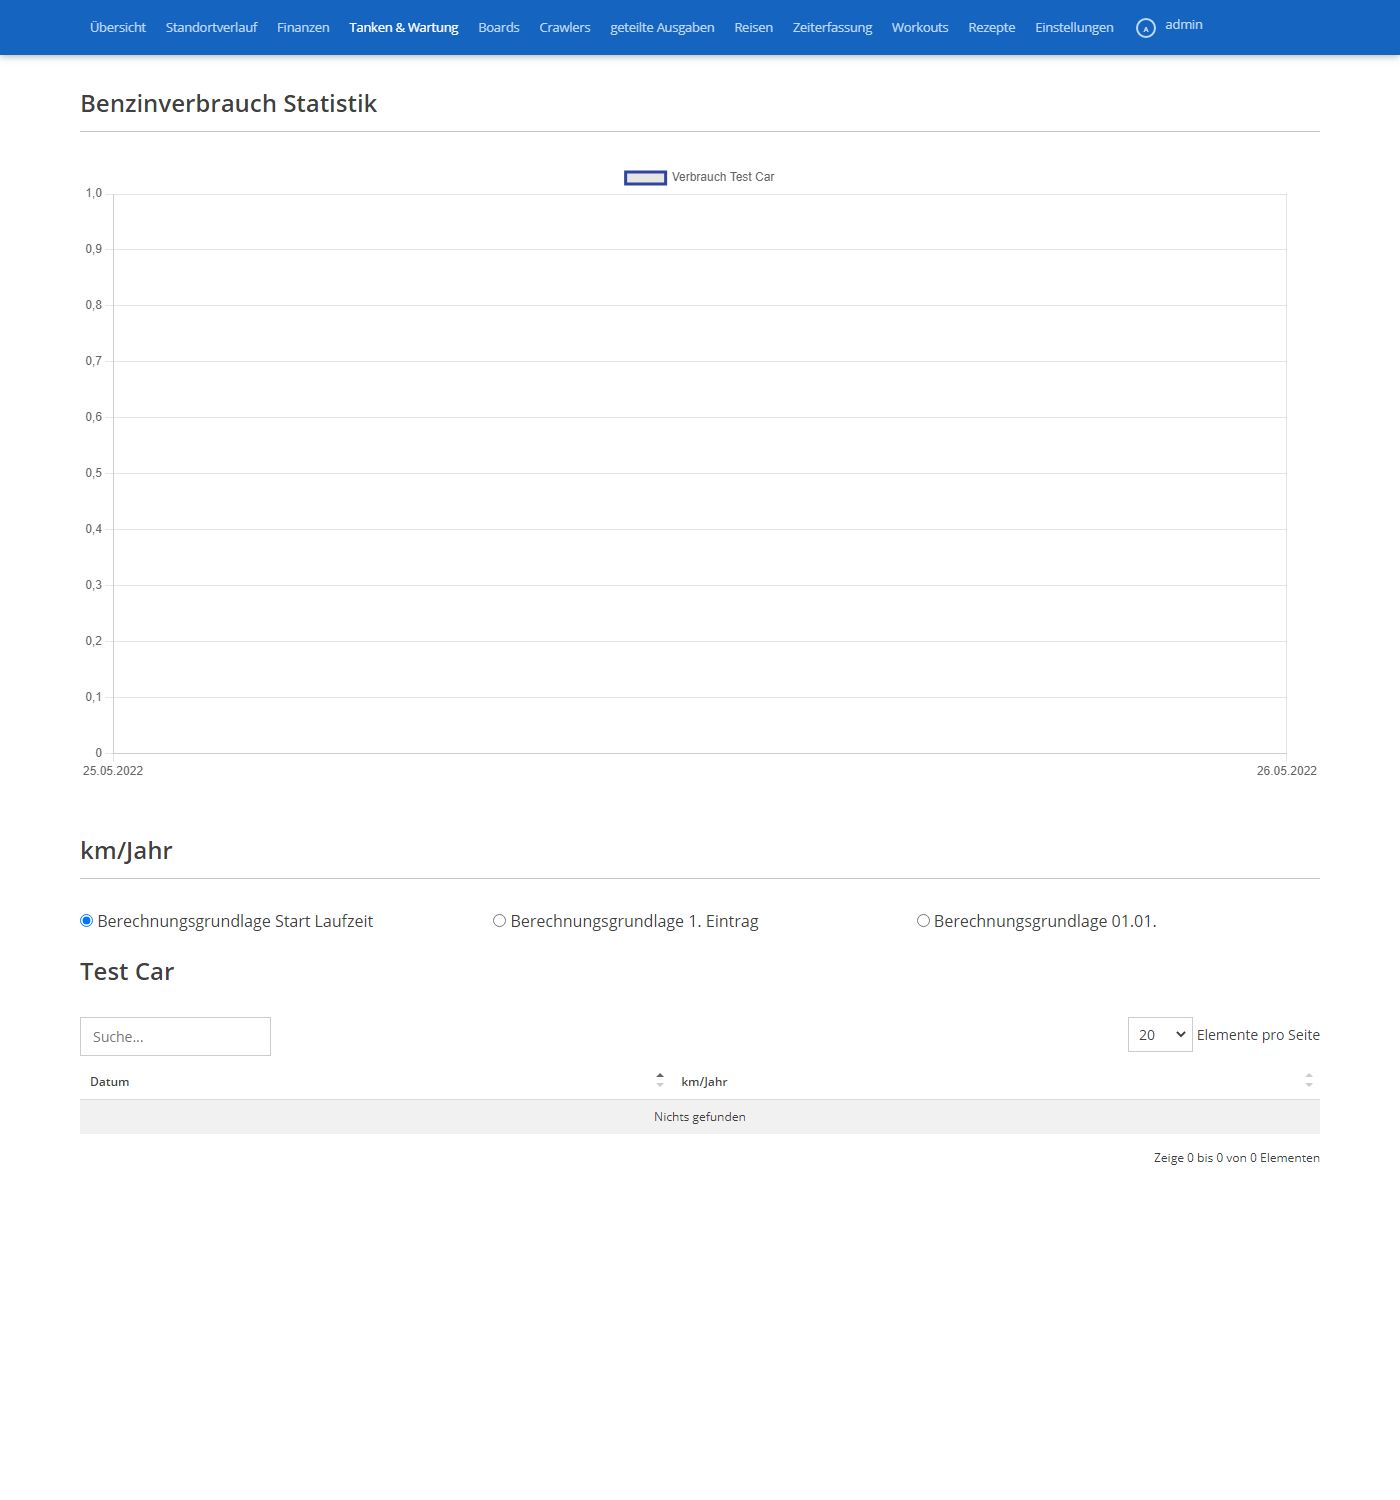 Übersicht Standortverlauf Finanzen Tanken & Wartung Boards Crawlers geteilte Ausgaben Reisen Zeiterfassung Workouts Rezepte Einstellungen A admin
Benzinverbrauch Statistik
Verbrauch Test Car
1,0
0,9
0,8
0,7
0,6
0,5
0,4
0,3
0,2
0,1
0
25.05.2022 26.05.2022
km/Jahr
Berechnungsgrundlage Start Laufzeit Berechnungsgrundlage 1. Eintrag Berechnungsgrundlage 01.01.
Test Car
Suche... 20 Elemente pro Seite
Datum km/Jahr
Nichts gefunden
Zeige 0 bis 0 von 0 Elementen